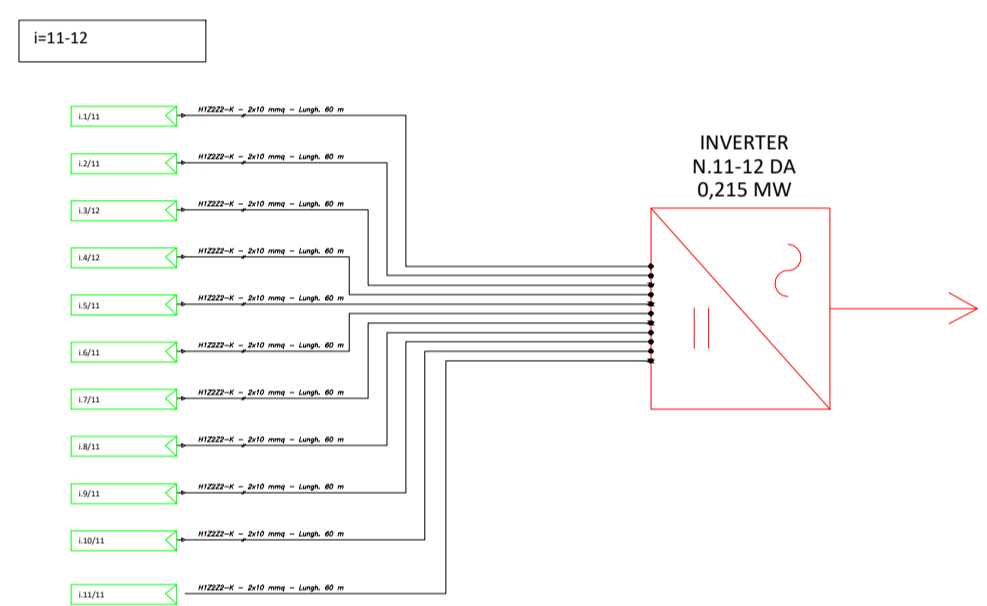 i=11-12
i.1/11
H1Z2Z2-K - 2x10 mmq - Lungh. 60 m
i.2/11
H1Z2Z2-K - 2x10 mmq - Lungh. 60 m
i.3/12
H1Z2Z2-K - 2x10 mmq - Lungh. 60 m
i.4/12
H1Z2Z2-K - 2x10 mmq - Lungh. 60 m
i.5/11
H1Z2Z2-K - 2x10 mmq - Lungh. 60 m
i.6/11
H1Z2Z2-K - 2x10 mmq - Lungh. 60 m
i.7/11
H1Z2Z2-K - 2x10 mmq - Lungh. 60 m
i.8/11
H1Z2Z2-K - 2x10 mmq - Lungh. 60 m
i.9/11
H1Z2Z2-K - 2x10 mmq - Lungh. 60 m
i.10/11
H1Z2Z2-K - 2x10 mmq - Lungh. 60 m
i.11/11
H1Z2Z2-K - 2x10 mmq - Lungh. 60 m
INVERTER
N.11-12 DA
0,215 MW